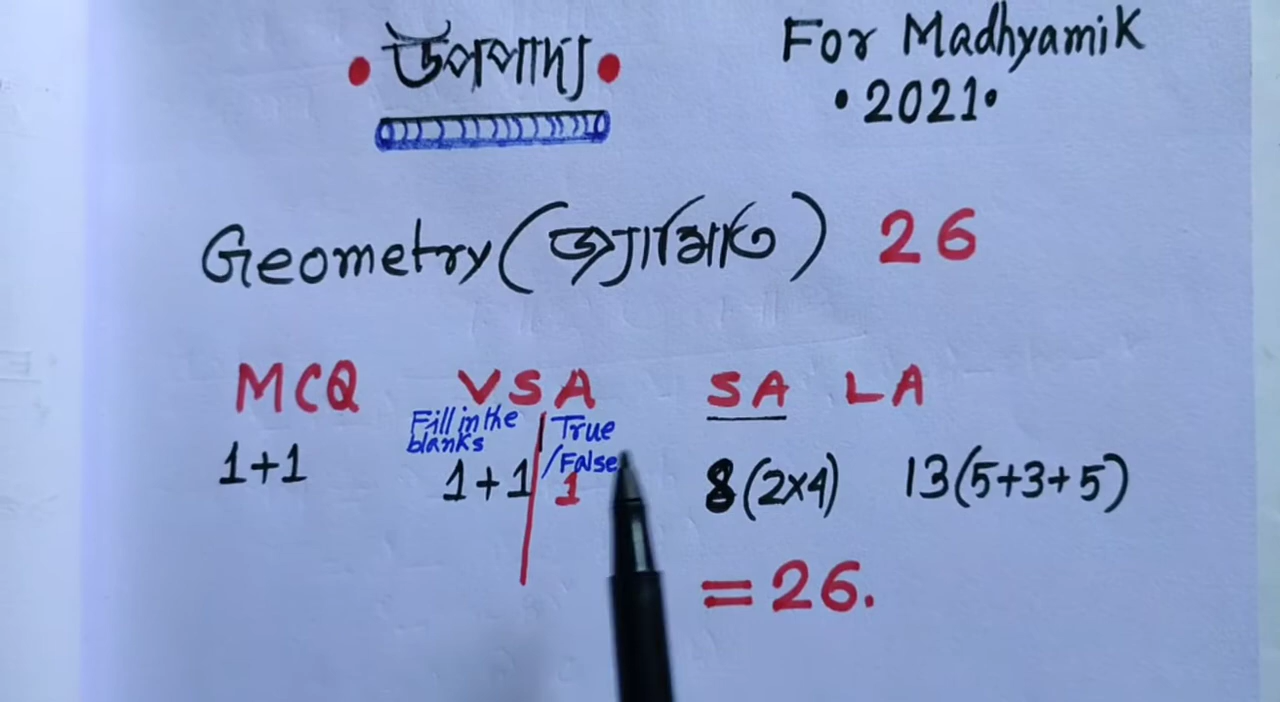 উপপাদ্য
For Madhyamik
•2021•
Geometry (জ্যামিতি) 26
MCQ VSA SA LA
Fill in the blanks True/False
1+1 1+1 1 8(2x4) 13(5+3+5)
=26.